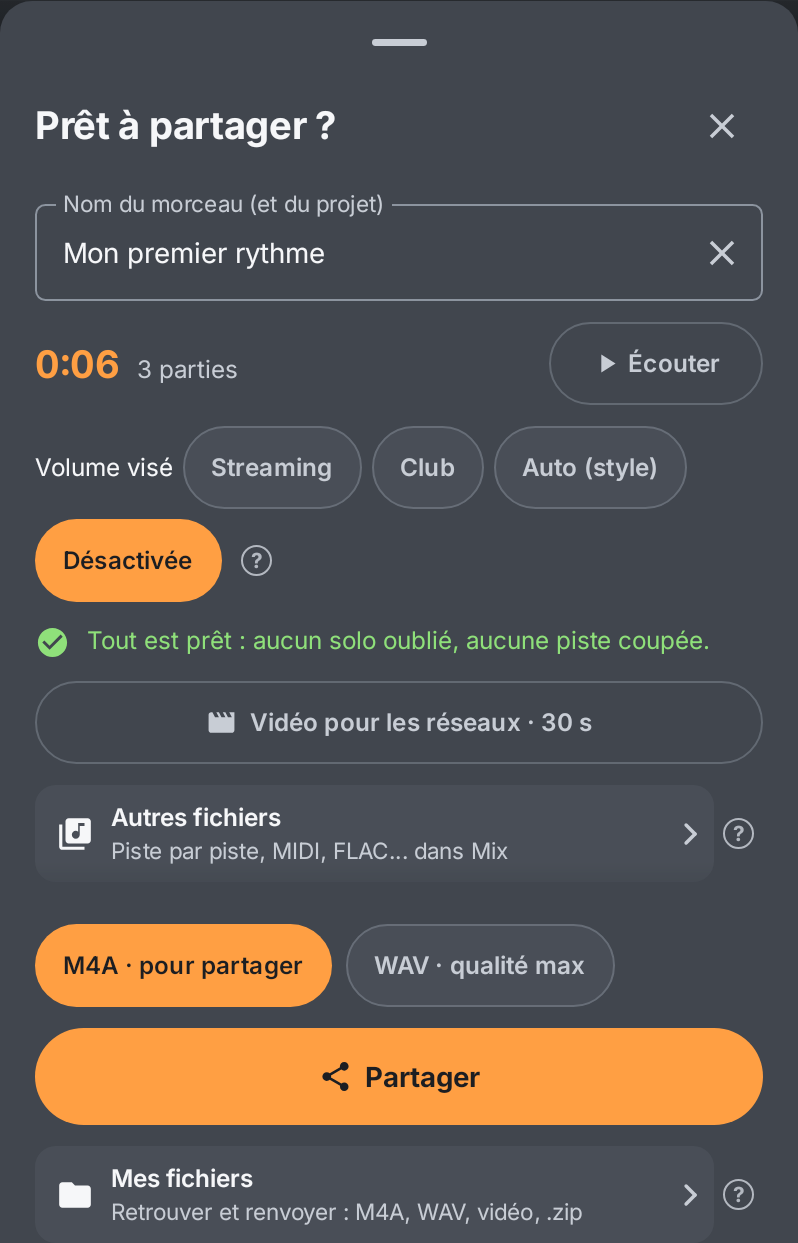 Prêt à partager ?
Nom du morceau (et du projet)
Mon premier rythme
0:06 3 parties
Écouter
Volume visé Streaming Club Auto (style)
Désactivée ?
Tout est prêt : aucun solo oublié, aucune piste coupée.
Vidéo pour les réseaux · 30 s
Autres fichiers
Piste par piste, MIDI, FLAC... dans Mix
?
M4A · pour partager WAV · qualité max
Partager
Mes fichiers
Retrouver et renvoyer : M4A, WAV, vidéo, .zip
?